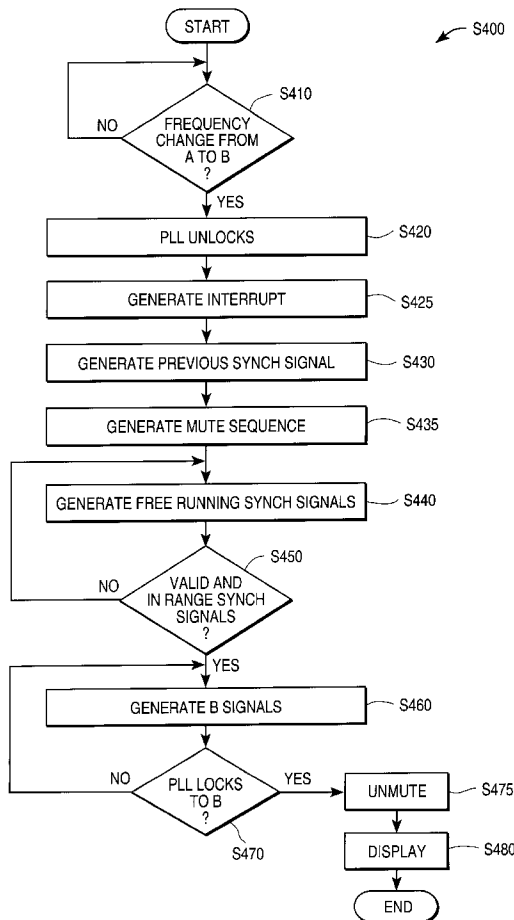 START
S400
S410
NO
FREQUENCY
CHANGE FROM
A TO B
?
YES
PLL UNLOCKS
S420
GENERATE INTERRUPT
S425
GENERATE PREVIOUS SYNCH SIGNAL
S430
GENERATE MUTE SEQUENCE
S435
GENERATE FREE RUNNING SYNCH SIGNALS
S440
S450
NO
VALID AND
IN RANGE SYNCH
SIGNALS
?
YES
GENERATE B SIGNALS
S460
NO
PLL LOCKS
TO B
?
YES
S470
UNMUTE
S475
DISPLAY
S480
END